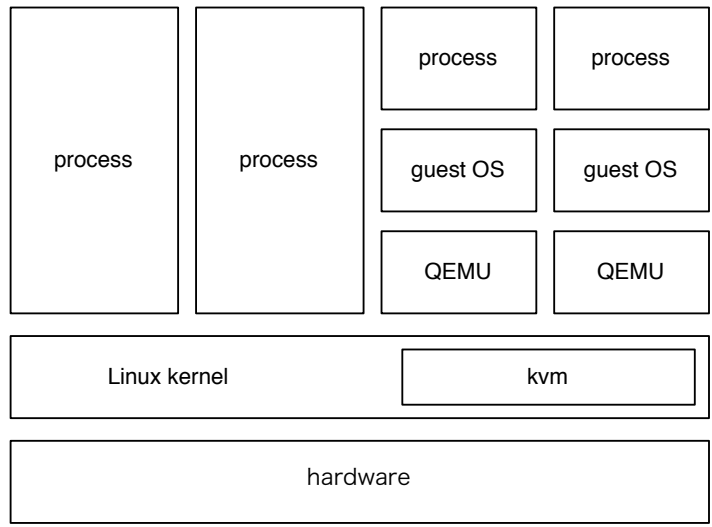 process process
process process
guest OS guest OS
QEMU QEMU
Linux kernel kvm
hardware